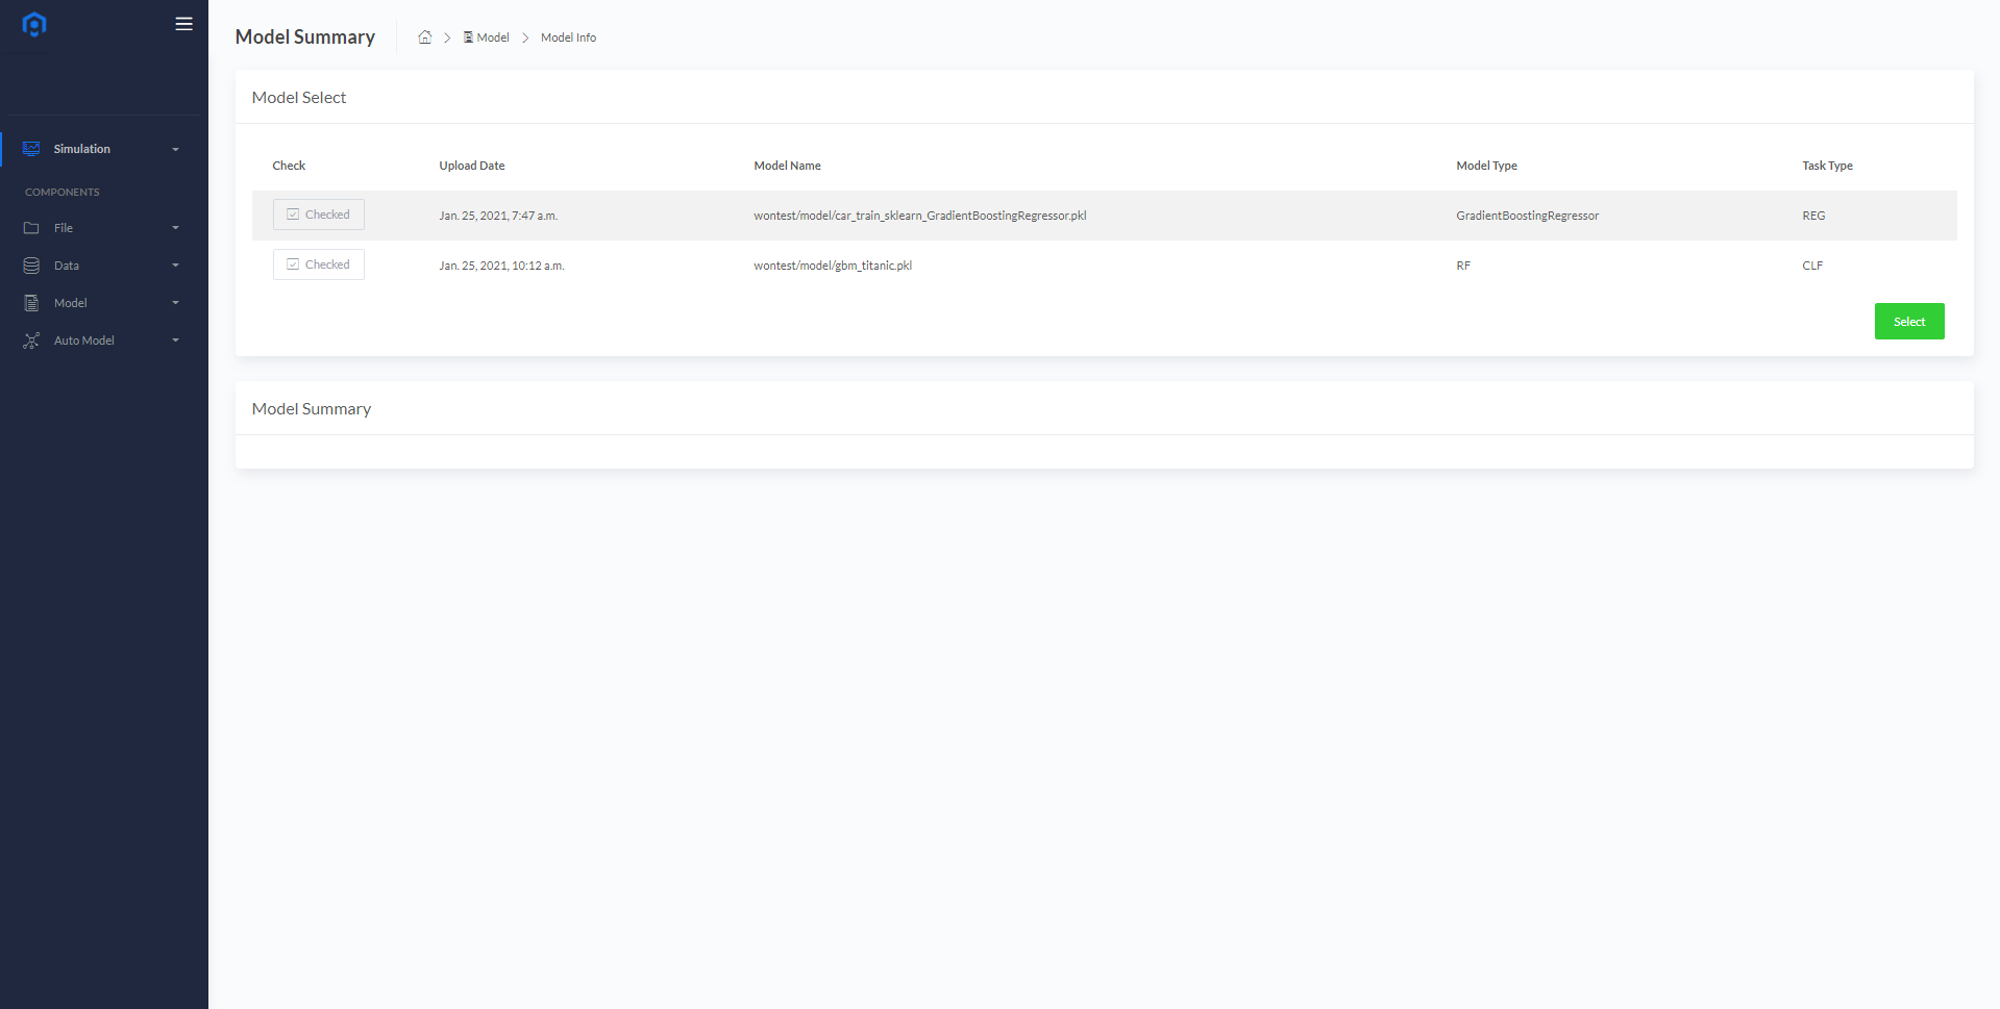 Model Summary
Model
Model Info
Simulation
COMPONENTS
File
Data
Model
Auto Model
Model Select
Check Upload Date Model Name Model Type Task Type
Checked Jan. 25, 2021, 7:47 a.m. wontest/model/car_train_sklearn_GradientBoostingRegressor.pkl GradientBoostingRegressor REG
Checked Jan. 25, 2021, 10:12 a.m. wontest/model/gbm_titanic.pkl RF CLF
Select
Model Summary